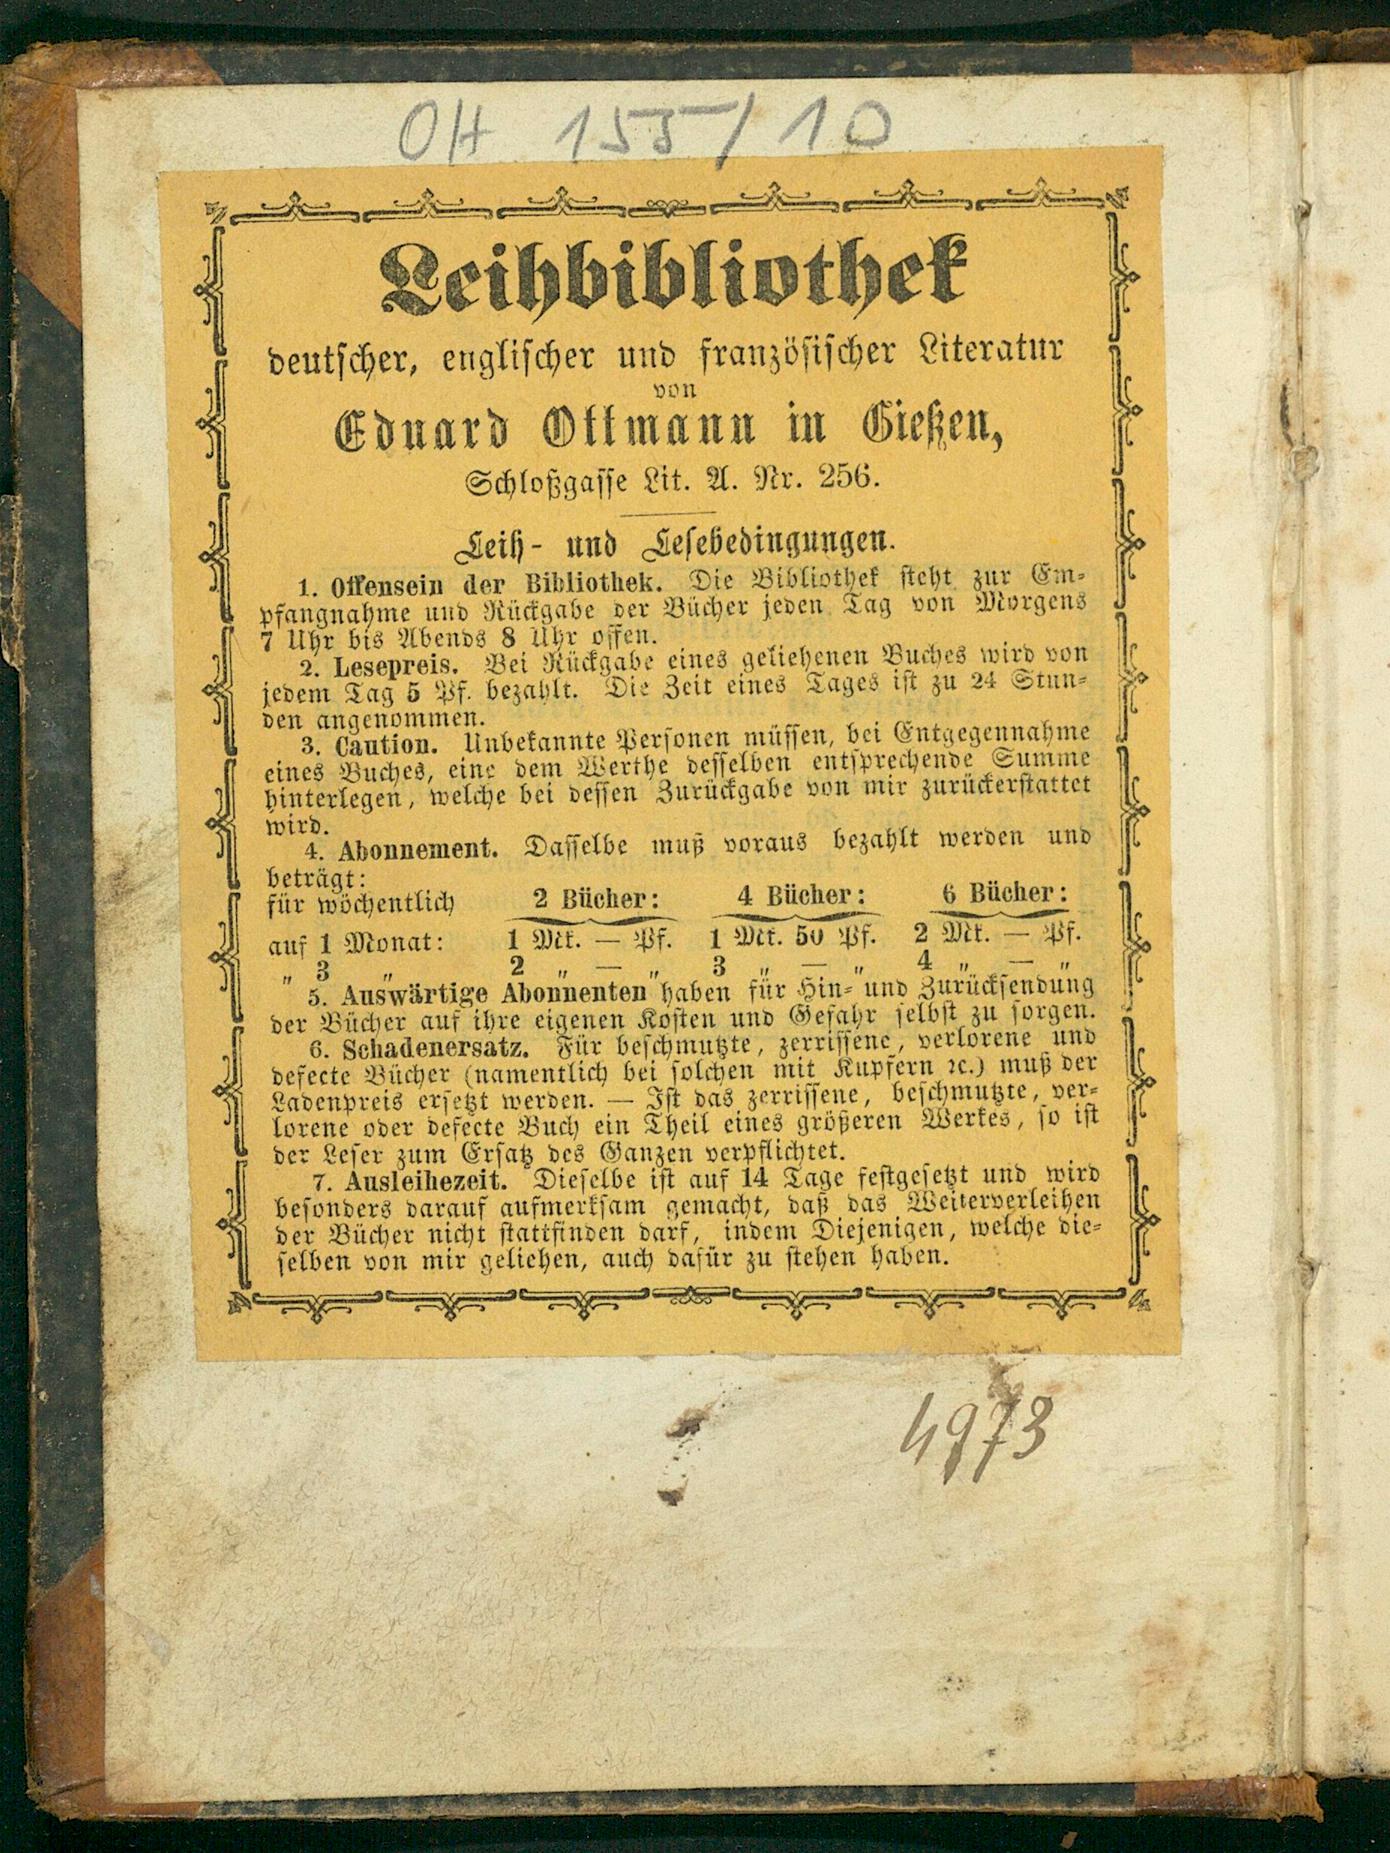 OH 155/10
Leihbibliothek
deutscher, englischer und französischer Literatur
von
Eduard Ottmann in Gießen,
Schloßgasse Lit. A. Nr. 256.
Leih- und Lesebedingungen.
1. Offensein der Bibliothek. Die Bibliothek steht zur Em-
pfangnahme und Rückgabe der Bücher jeden Tag von Morgens
7 Uhr bis Abends 8 Uhr offen.
2. Lesepreis. Bei Rückgabe eines geliehenen Buches wird von
jedem Tag 5 Pf. bezahlt. Die Zeit eines Tages ist zu 24 Stun-
den angenommen.
3. Caution. Unbekannte Personen müssen, bei Entgegennahme
eines Buches, eine dem Werthe desselben entsprechende Summe
hinterlegen, welche bei dessen Zurückgabe von mir zurückerstattet
wird.
4. Abonnement. Dasselbe muß voraus bezahlt werden und
beträgt:
für wöchentlich 2 Bücher: 4 Bücher: 6 Bücher:
auf 1 Monat: 1 Mk. — Pf. 1 Mk. 50 Pf. 2 Mk. — Pf.
„ 3 „ 2 „ — „ 3 „ — „ 4 „ — „
5. Auswärtige Abonnenten haben für Hin- und Zurücksendung
der Bücher auf ihre eigenen Kosten und Gefahr selbst zu sorgen.
6. Schadenersatz. Für beschmutzte, zerrissene, verlorene und
defecte Bücher (namentlich bei solchen mit Kupfern ꝛc.) muß der
Ladenpreis ersetzt werden. — Ist das zerrissene, beschmutzte, ver-
lorene oder defecte Buch ein Theil eines größeren Werkes, so ist
der Leser zum Ersatz des Ganzen verpflichtet.
7. Ausleihezeit. Dieselbe ist auf 14 Tage festgesetzt und wird
besonders darauf aufmerksam gemacht, daß das Weiterverleihen
der Bücher nicht stattfinden darf, indem Diejenigen, welche die-
selben von mir geliehen, auch dafür zu stehen haben.
4973